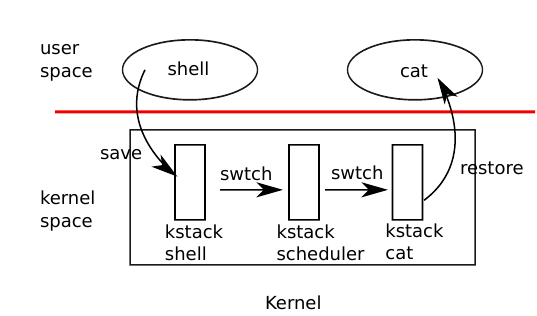 user
space
shell
cat
save
swtch
swtch
restore
kernel
space
kstack
shell
kstack
scheduler
kstack
cat
Kernel